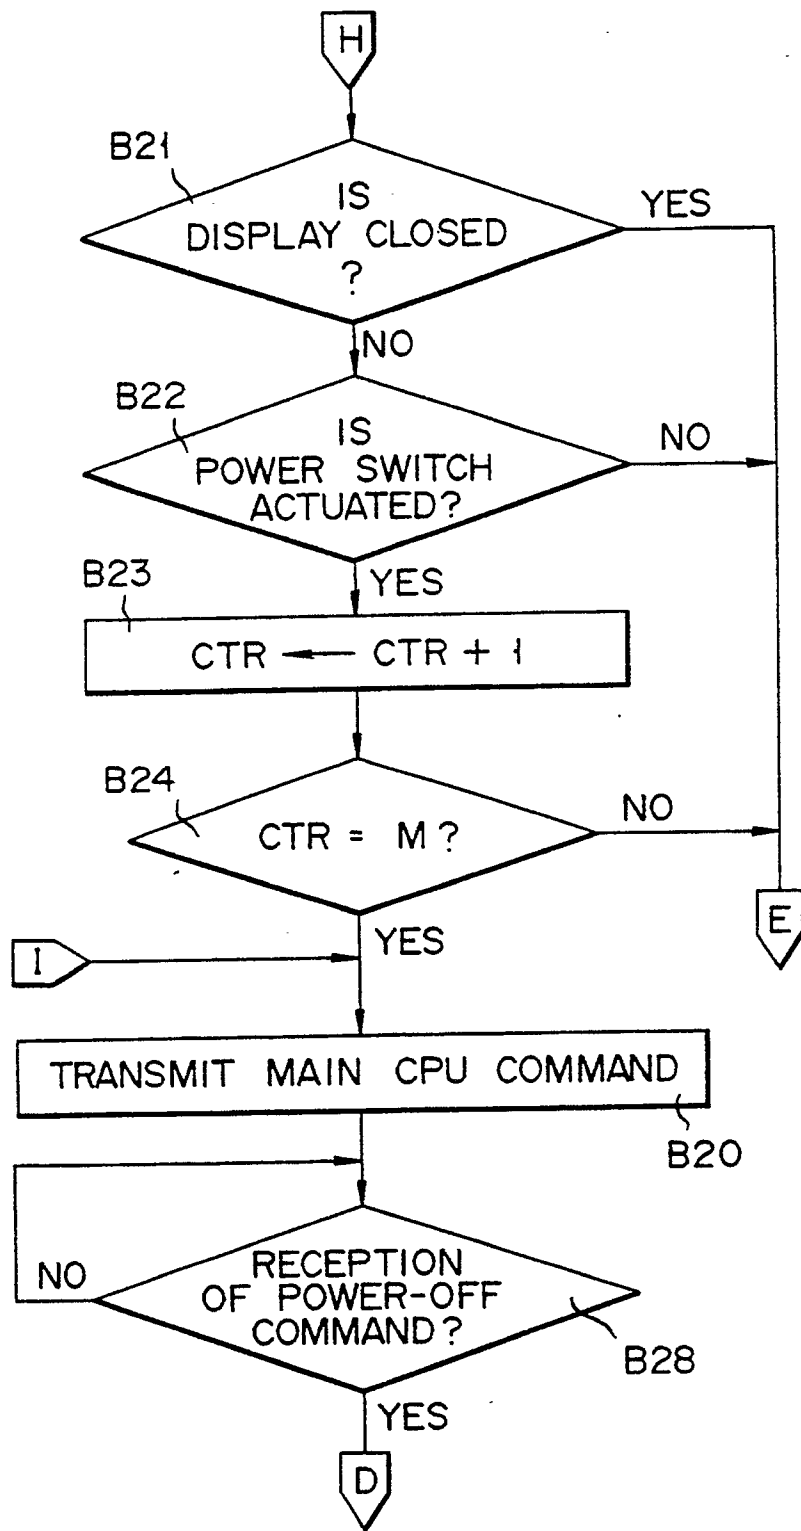 H
B21
IS
DISPLAY CLOSED
?
YES
NO
B22
IS
POWER SWITCH
ACTUATED?
NO
YES
B23
CTR ← CTR + 1
B24
CTR = M?
NO
E
YES
I
TRANSMIT MAIN CPU COMMAND
B20
RECEPTION
OF POWER-OFF
COMMAND?
NO
B28
YES
D